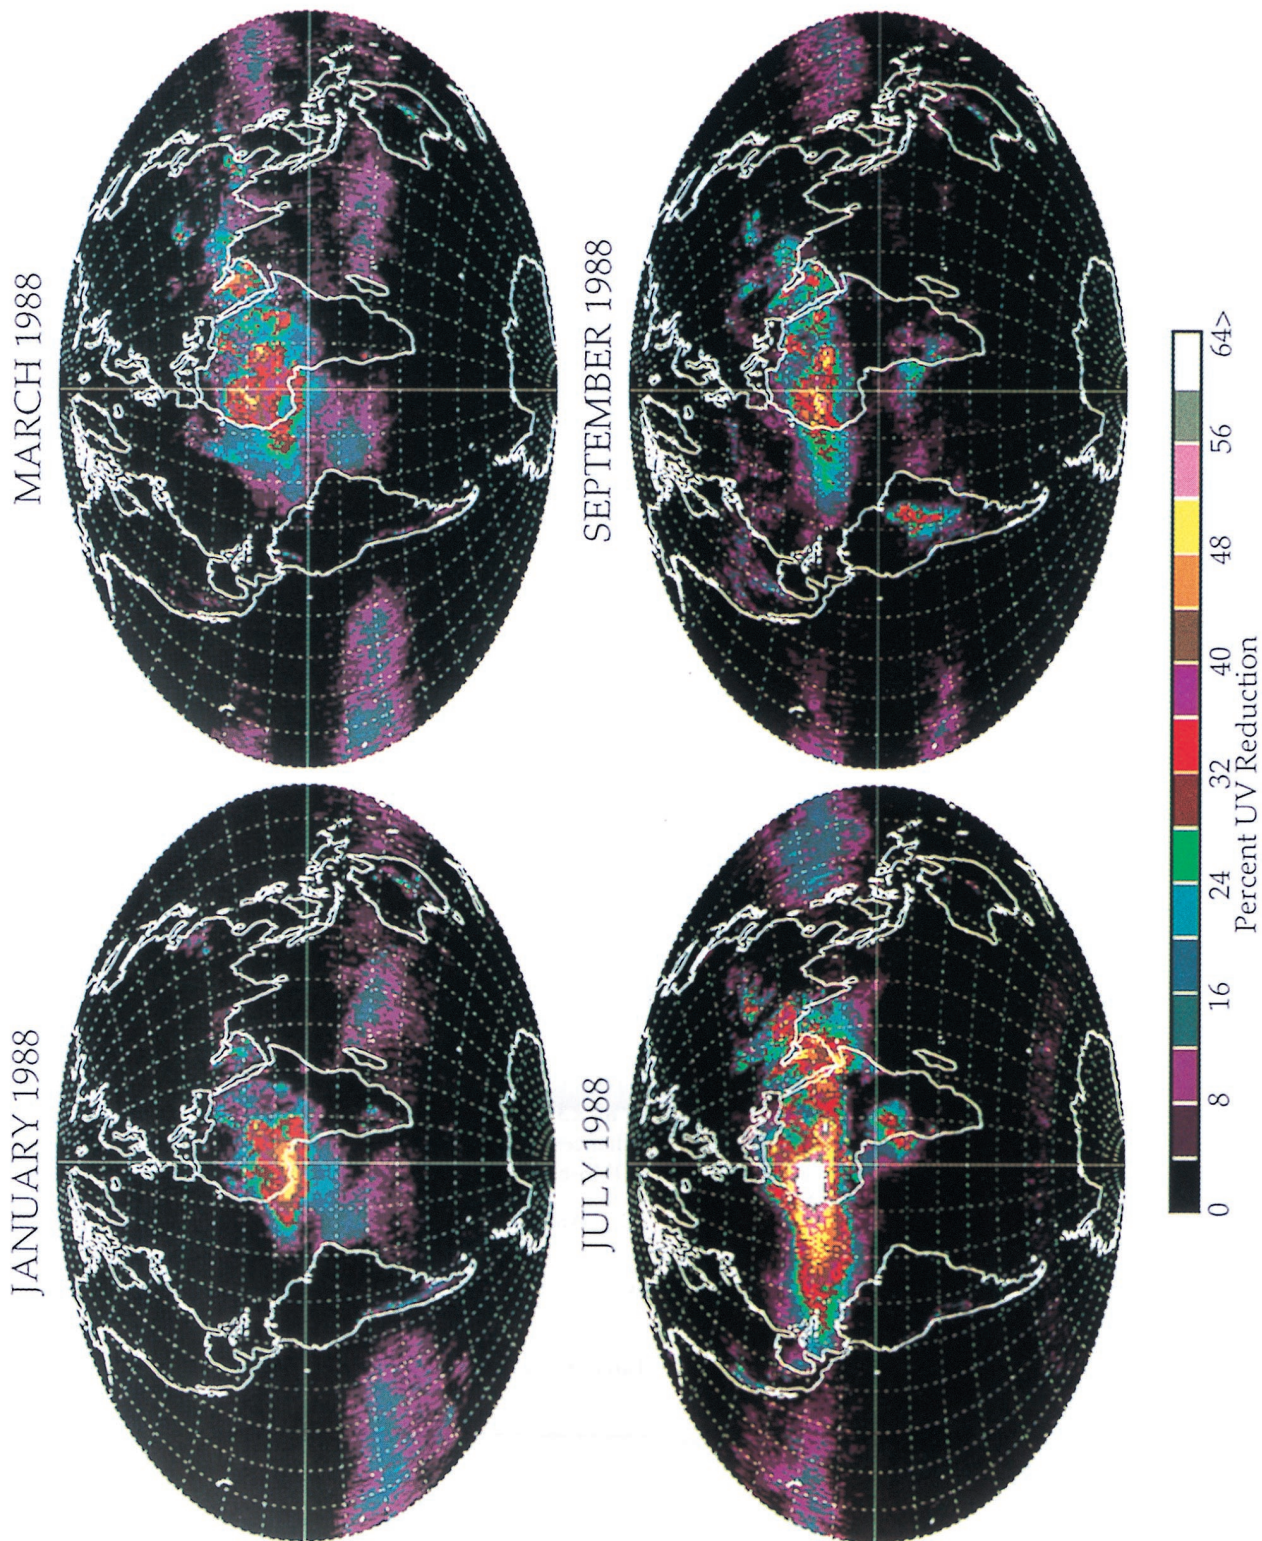 JANUARY 1988
MARCH 1988
JULY 1988
SEPTEMBER 1988
0 8 16 24 32 40 48 56 64>
Percent UV Reduction